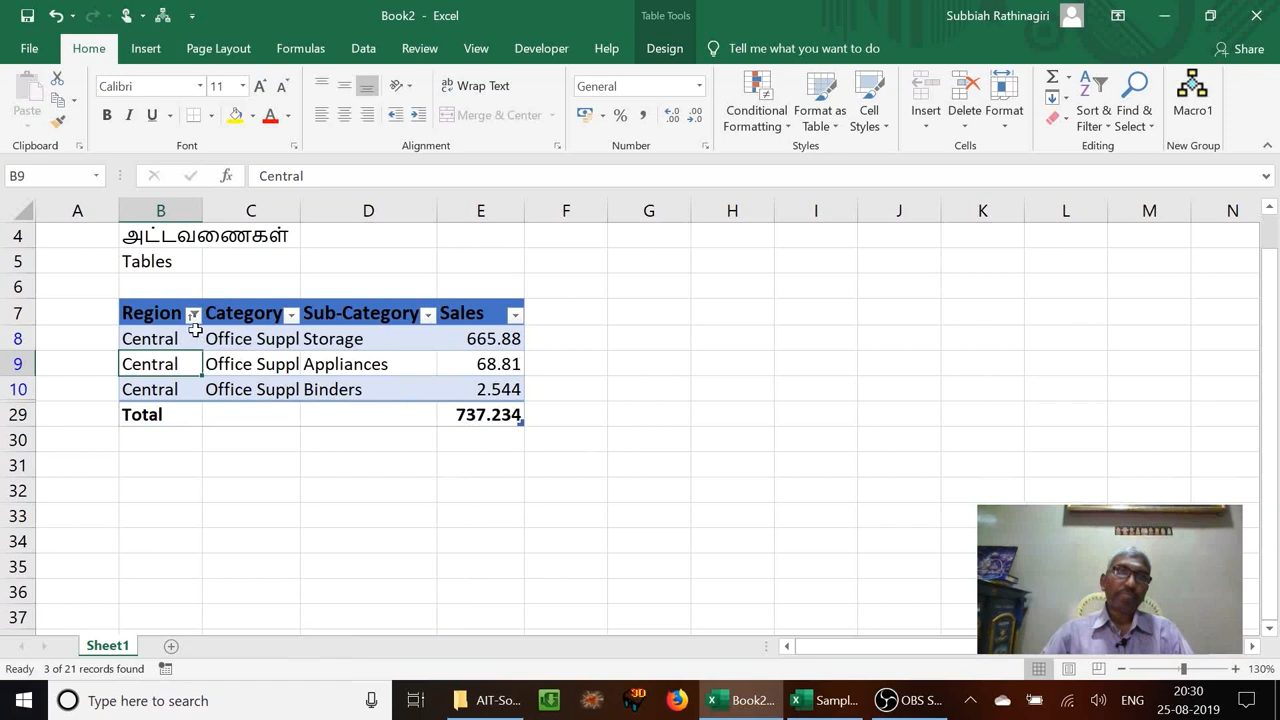 Book2 - Excel
Table Tools
Subbiah Rathinagiri
File Home Insert Page Layout Formulas Data Review View Developer Help Design Tell me what you want to do Share
Paste
Calibri 11
B I U A
Wrap Text
Merge & Center
General
Conditional Formatting
Format as Table
Cell Styles
Insert Delete Format
Sort & Filter
Find & Select
Macro1
Clipboard Font Alignment Number Styles Cells Editing New Group
B9 fx Central
A B C D E F G H I J K L M N
4 அட்டவணைகள்
5 Tables
6
7 Region Category Sub-Category Sales
8 Central Office Suppl Storage 665.88
9 Central Office Suppl Appliances 68.81
10 Central Office Suppl Binders 2.544
29 Total 737.234
30
31
32
33
34
35
36
37
Sheet1
Ready 3 of 21 records found 130%
Type here to search AIT-So... Book2... Sampl... OBS S... ENG 20:30
25-08-2019